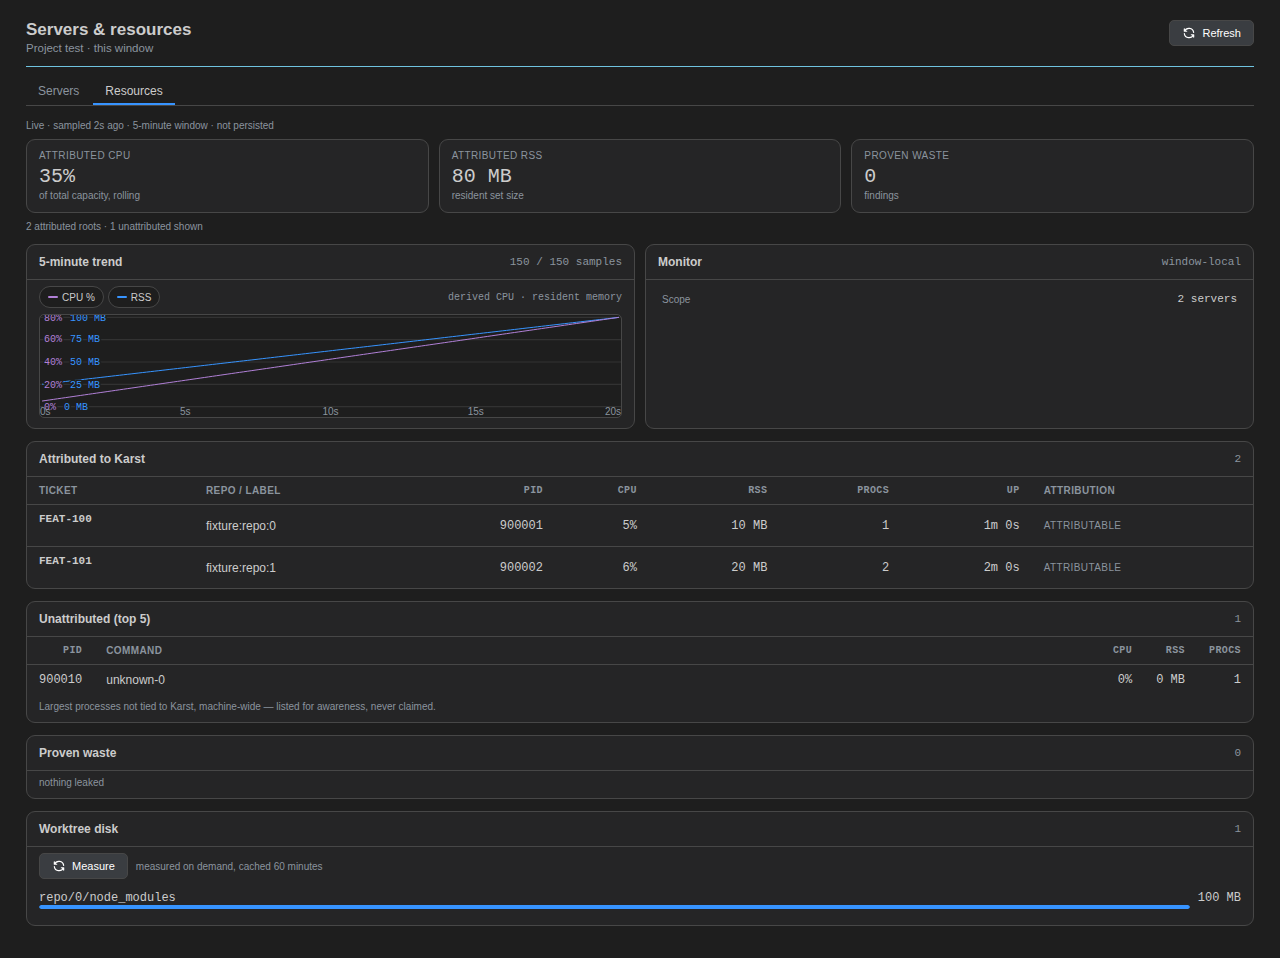 Servers & resources
Project test · this window
Refresh
Servers
Resources
Live · sampled 2s ago · 5-minute window · not persisted
ATTRIBUTED CPU
35%
of total capacity, rolling
ATTRIBUTED RSS
80 MB
resident set size
PROVEN WASTE
0
findings
2 attributed roots · 1 unattributed shown
5-minute trend
150 / 150 samples
CPU %
RSS
derived CPU · resident memory
80% 100 MB
60% 75 MB
40% 50 MB
20% 25 MB
0% 0 MB
0s 5s 10s 15s 20s
Monitor
window-local
Scope
2 servers
Attributed to Karst
2
TICKET REPO / LABEL PID CPU RSS PROCS UP ATTRIBUTION
FEAT-100 fixture:repo:0 900001 5% 10 MB 1 1m 0s ATTRIBUTABLE
FEAT-101 fixture:repo:1 900002 6% 20 MB 2 2m 0s ATTRIBUTABLE
Unattributed (top 5)
1
PID COMMAND CPU RSS PROCS
900010 unknown-0 0% 0 MB 1
Largest processes not tied to Karst, machine-wide — listed for awareness, never claimed.
Proven waste
0
nothing leaked
Worktree disk
1
Measure
measured on demand, cached 60 minutes
repo/0/node_modules
100 MB